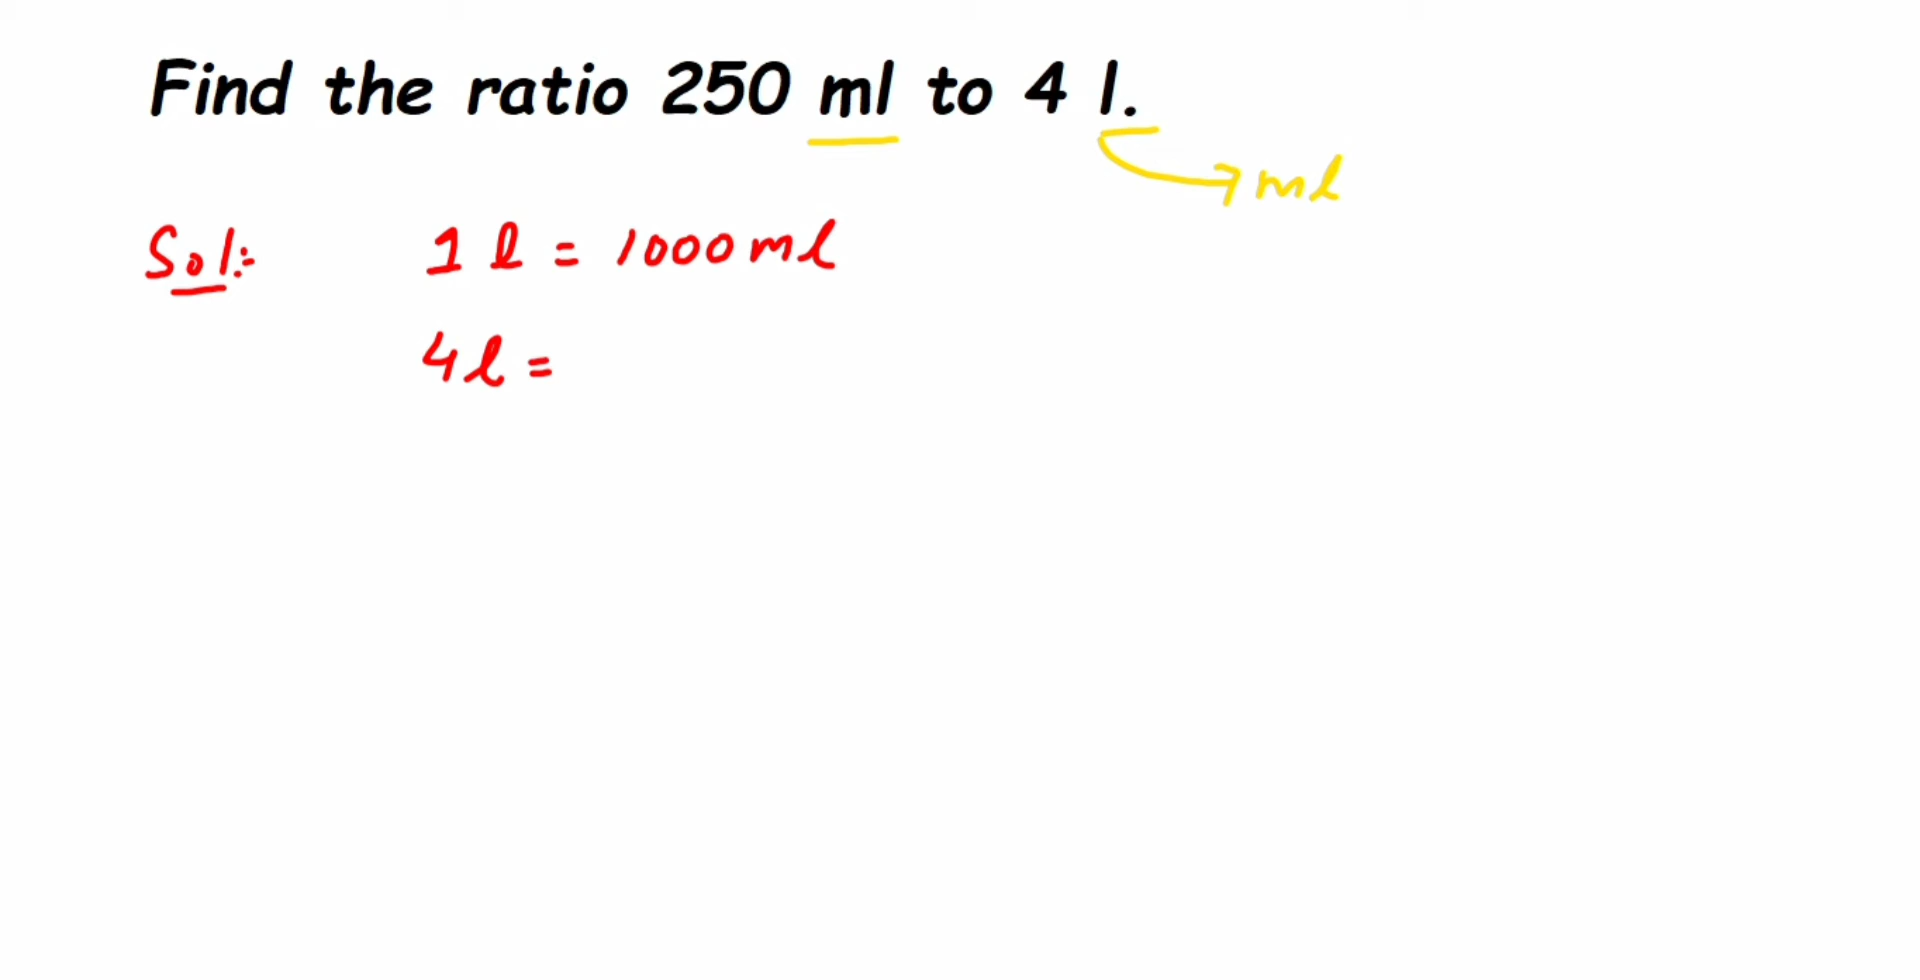 Find the ratio 250 ml to 4 l.
ml
Sol:-
1 l = 1000 ml
4 l =